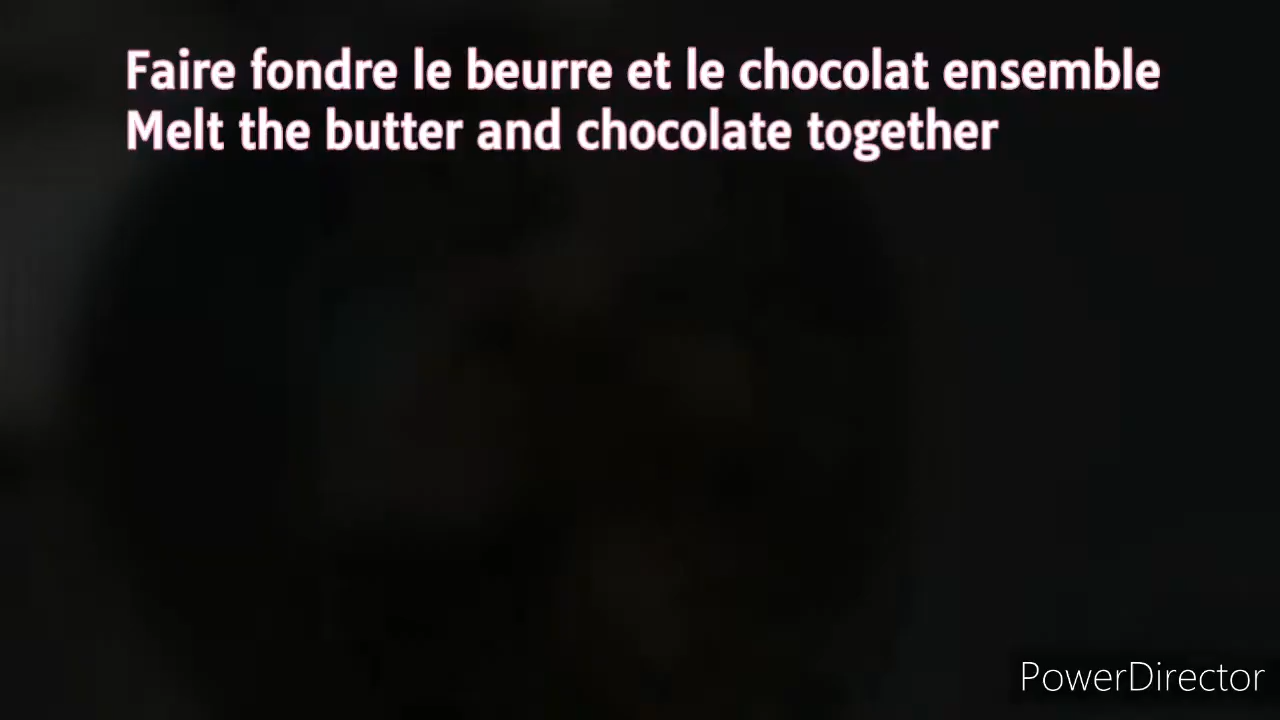 Faire fondre le beurre et le chocolat ensemble
Melt the butter and chocolate together
PowerDirector